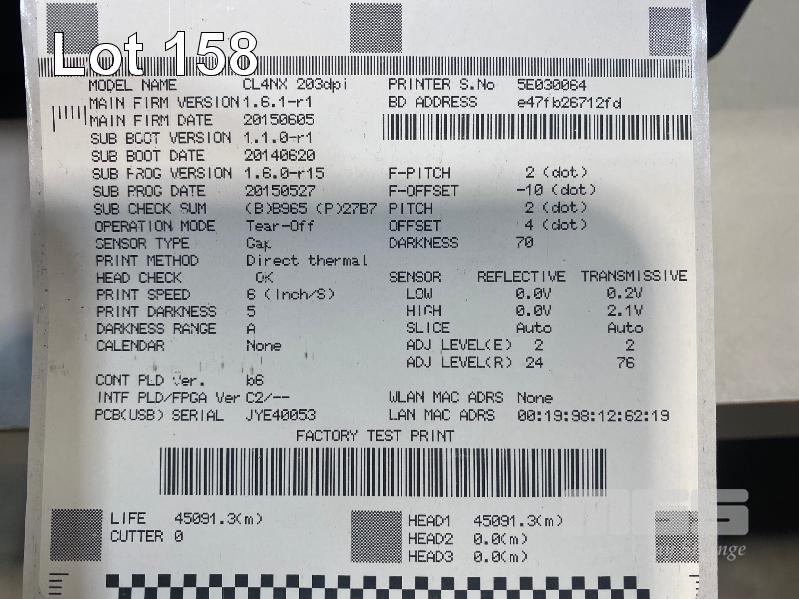 Lot 158
MODEL NAME CL4NX 203dpi PRINTER S.No 5E030064
MAIN FIRM VERSION 1.6.1-r1 BD ADDRESS e47fb26712fd
MAIN FIRM DATE 20150605
SUB BOOT VERSION 1.1.0-r1
SUB BOOT DATE 20140620
SUB PROG VERSION 1.6.0-r15 F-PITCH 2 (dot)
SUB PROG DATE 20150527 F-OFFSET -10 (dot)
SUB CHECK SUM (B)B965 (P)27B7 PITCH 2 (dot)
OPERATION MODE Tear-Off OFFSET 4 (dot)
SENSOR TYPE Gap DARKNESS 70
PRINT METHOD Direct thermal
HEAD CHECK OK SENSOR REFLECTIVE TRANSMISSIVE
PRINT SPEED 6 (Inch/S) LOW 0.0V 0.2V
PRINT DARKNESS 5 HIGH 0.0V 2.1V
DARKNESS RANGE A SLICE Auto Auto
CALENDAR None ADJ LEVEL(E) 2 2
ADJ LEVEL(R) 24 76
CONT PLD Ver. b6
INTF PLD/FPGA Ver C2/-- WLAN MAC ADRS None
PCB(USB) SERIAL JYE40053 LAN MAC ADRS 00:19:98:12:62:19
FACTORY TEST PRINT
LIFE 45091.3(m) HEAD1 45091.3(m)
CUTTER 0 HEAD2 0.0(m)
HEAD3 0.0(m)